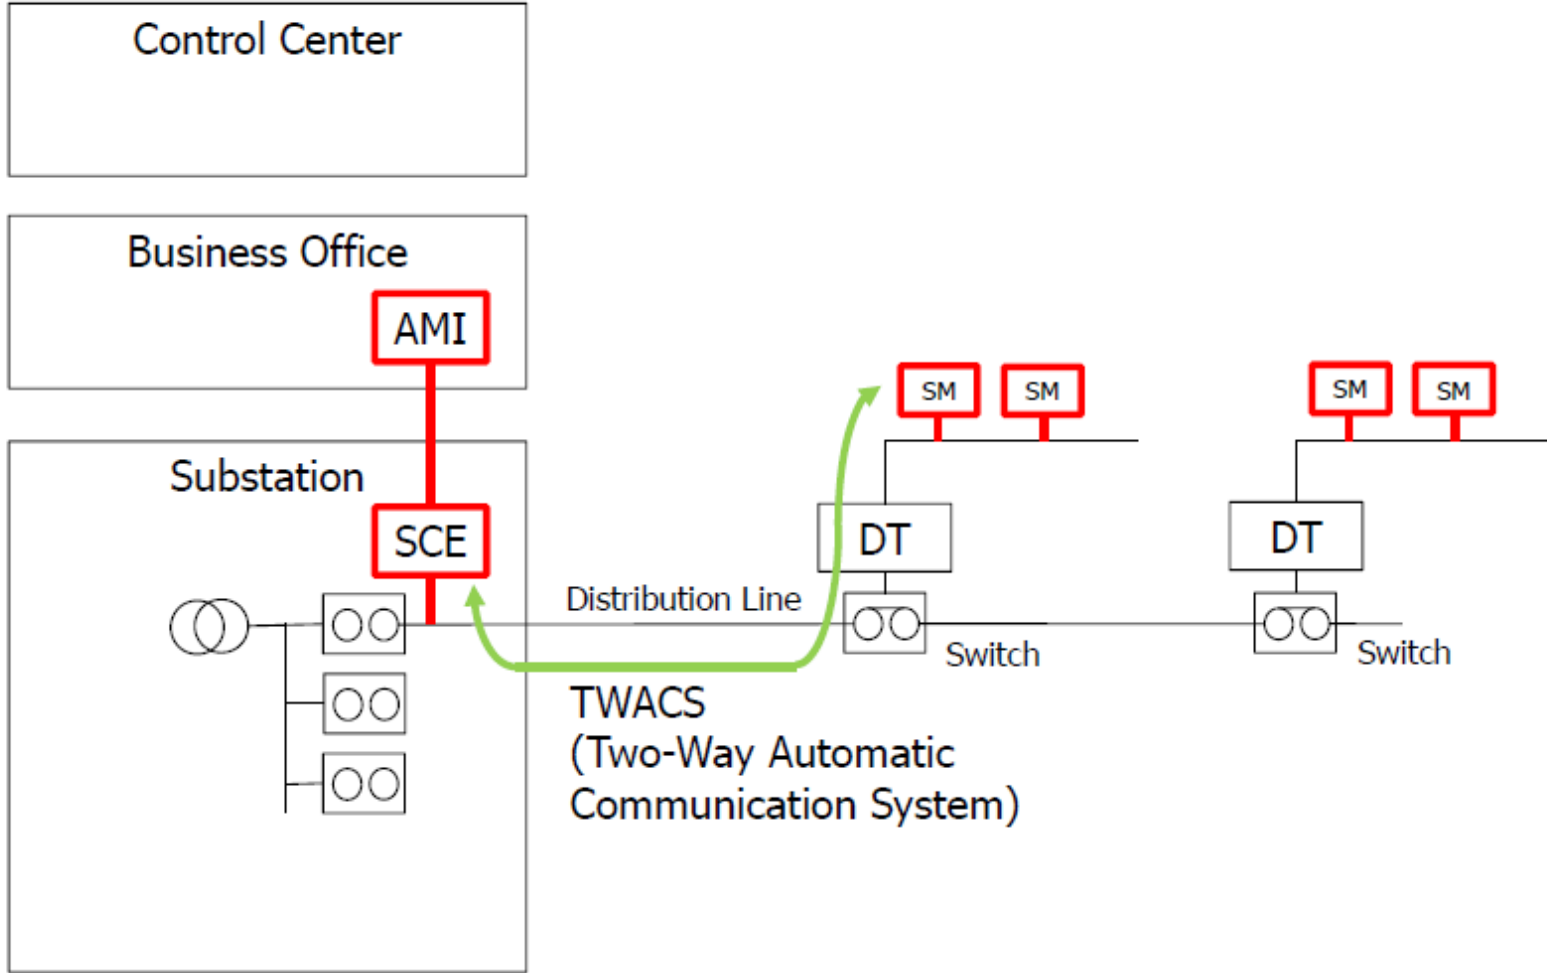 Control Center
Business Office
AMI
SM
SM
SM
SM
Substation
SCE
DT
DT
Distribution Line
Switch
Switch
TWACS
(Two-Way Automatic
Communication System)